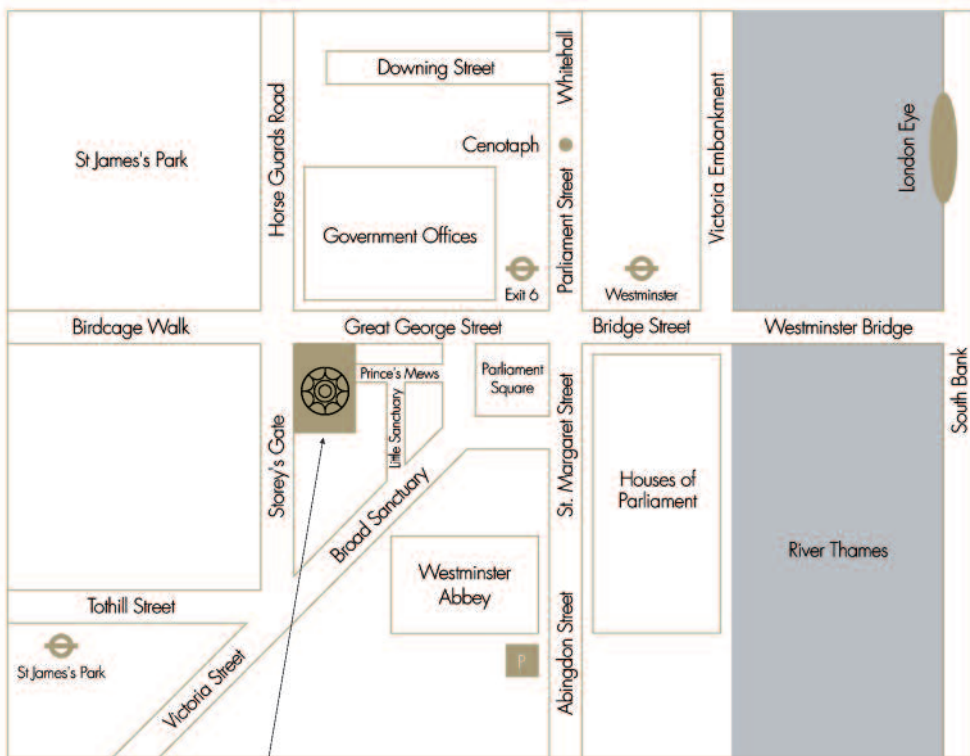 Downing Street
Whitehall
Horse Guards Road
St James's Park
Cenotaph
Victoria Embankment
London Eye
Government Offices
Parliament Street
Exit 6
Westminster
Birdcage Walk
Great George Street
Bridge Street
Westminster Bridge
Prince's Mews
Parliament
Square
South Bank
Storey's Gate
Little Sanctuary
St. Margaret Street
Houses of
Parliament
Broad Sanctuary
River Thames
Westminster
Abbey
Tothill Street
St James's Park
Victoria Street
P
Abingdon Street